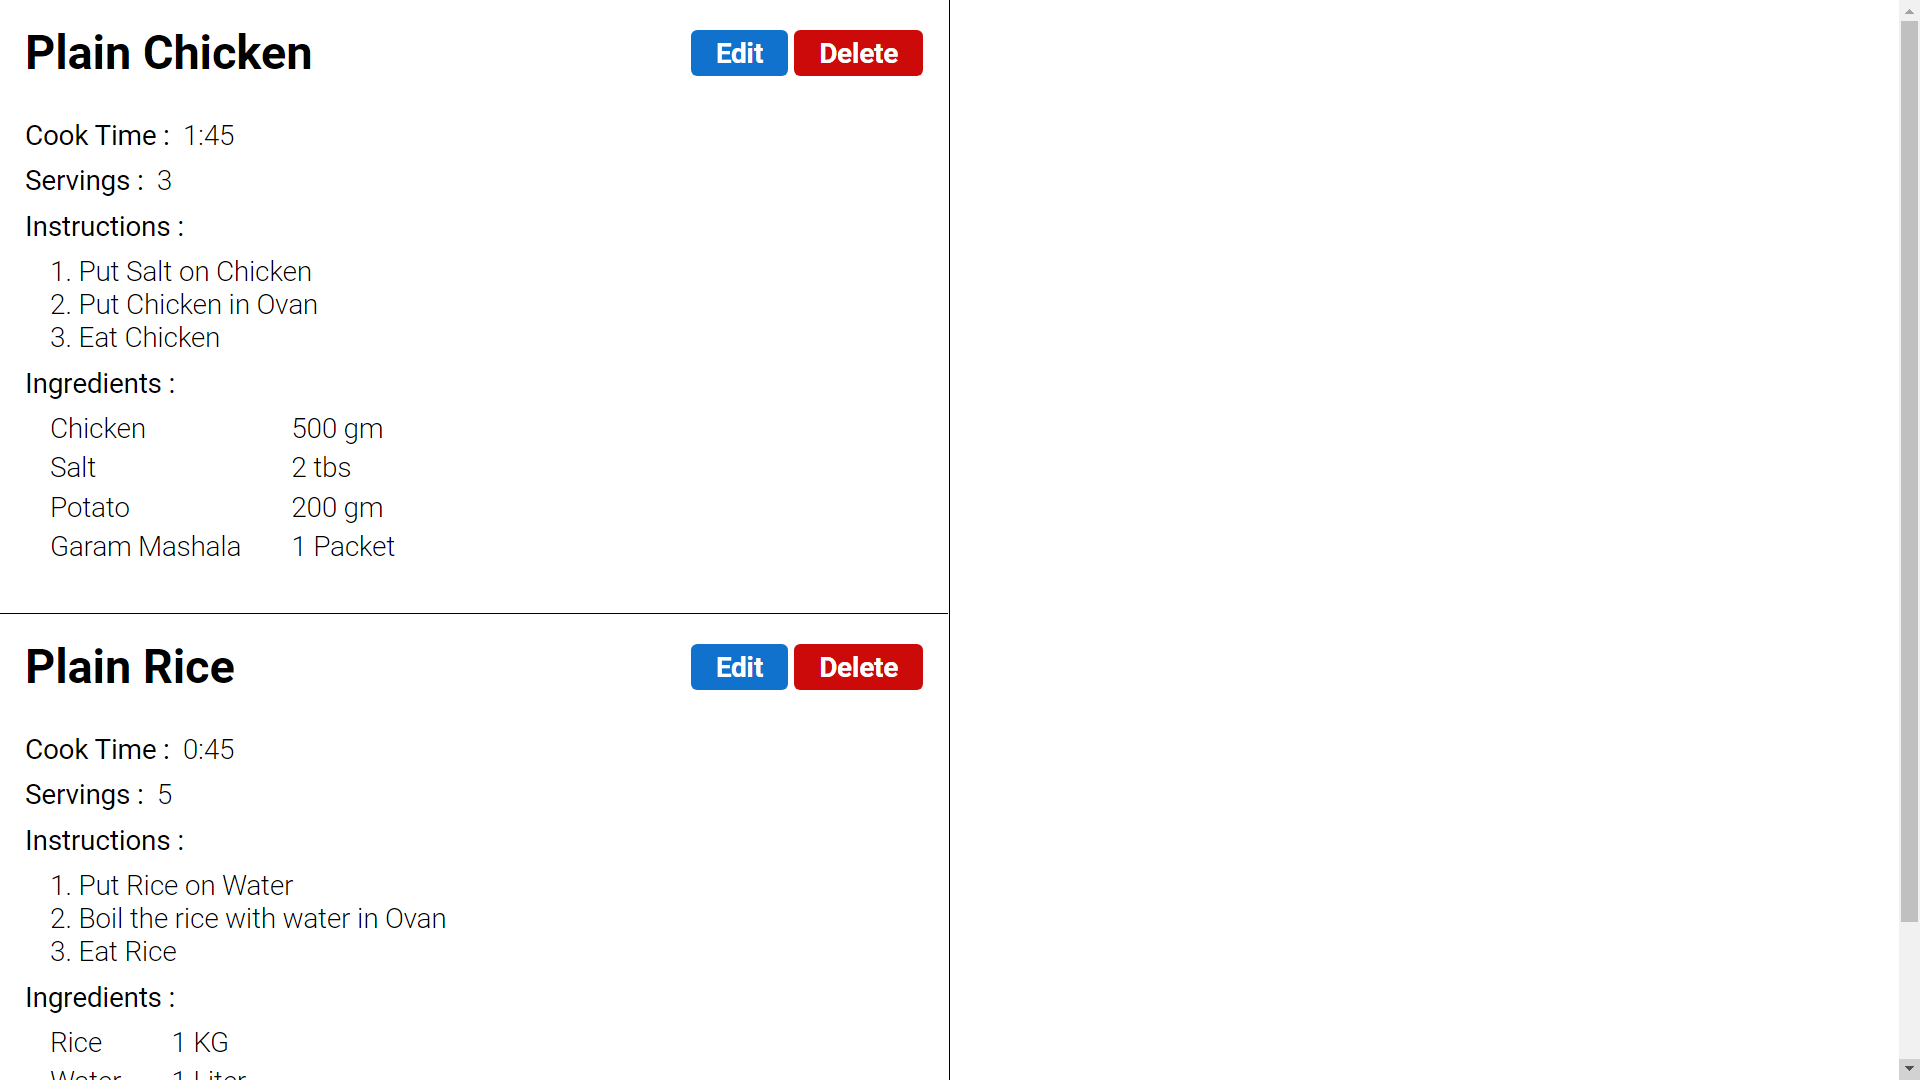 Plain Chicken Edit Delete
Cook Time : 1:45
Servings : 3
Instructions :
1. Put Salt on Chicken
2. Put Chicken in Ovan
3. Eat Chicken
Ingredients :
Chicken 500 gm
Salt 2 tbs
Potato 200 gm
Garam Mashala 1 Packet
Plain Rice Edit Delete
Cook Time : 0:45
Servings : 5
Instructions :
1. Put Rice on Water
2. Boil the rice with water in Ovan
3. Eat Rice
Ingredients :
Rice 1 KG
Water 1 Liter